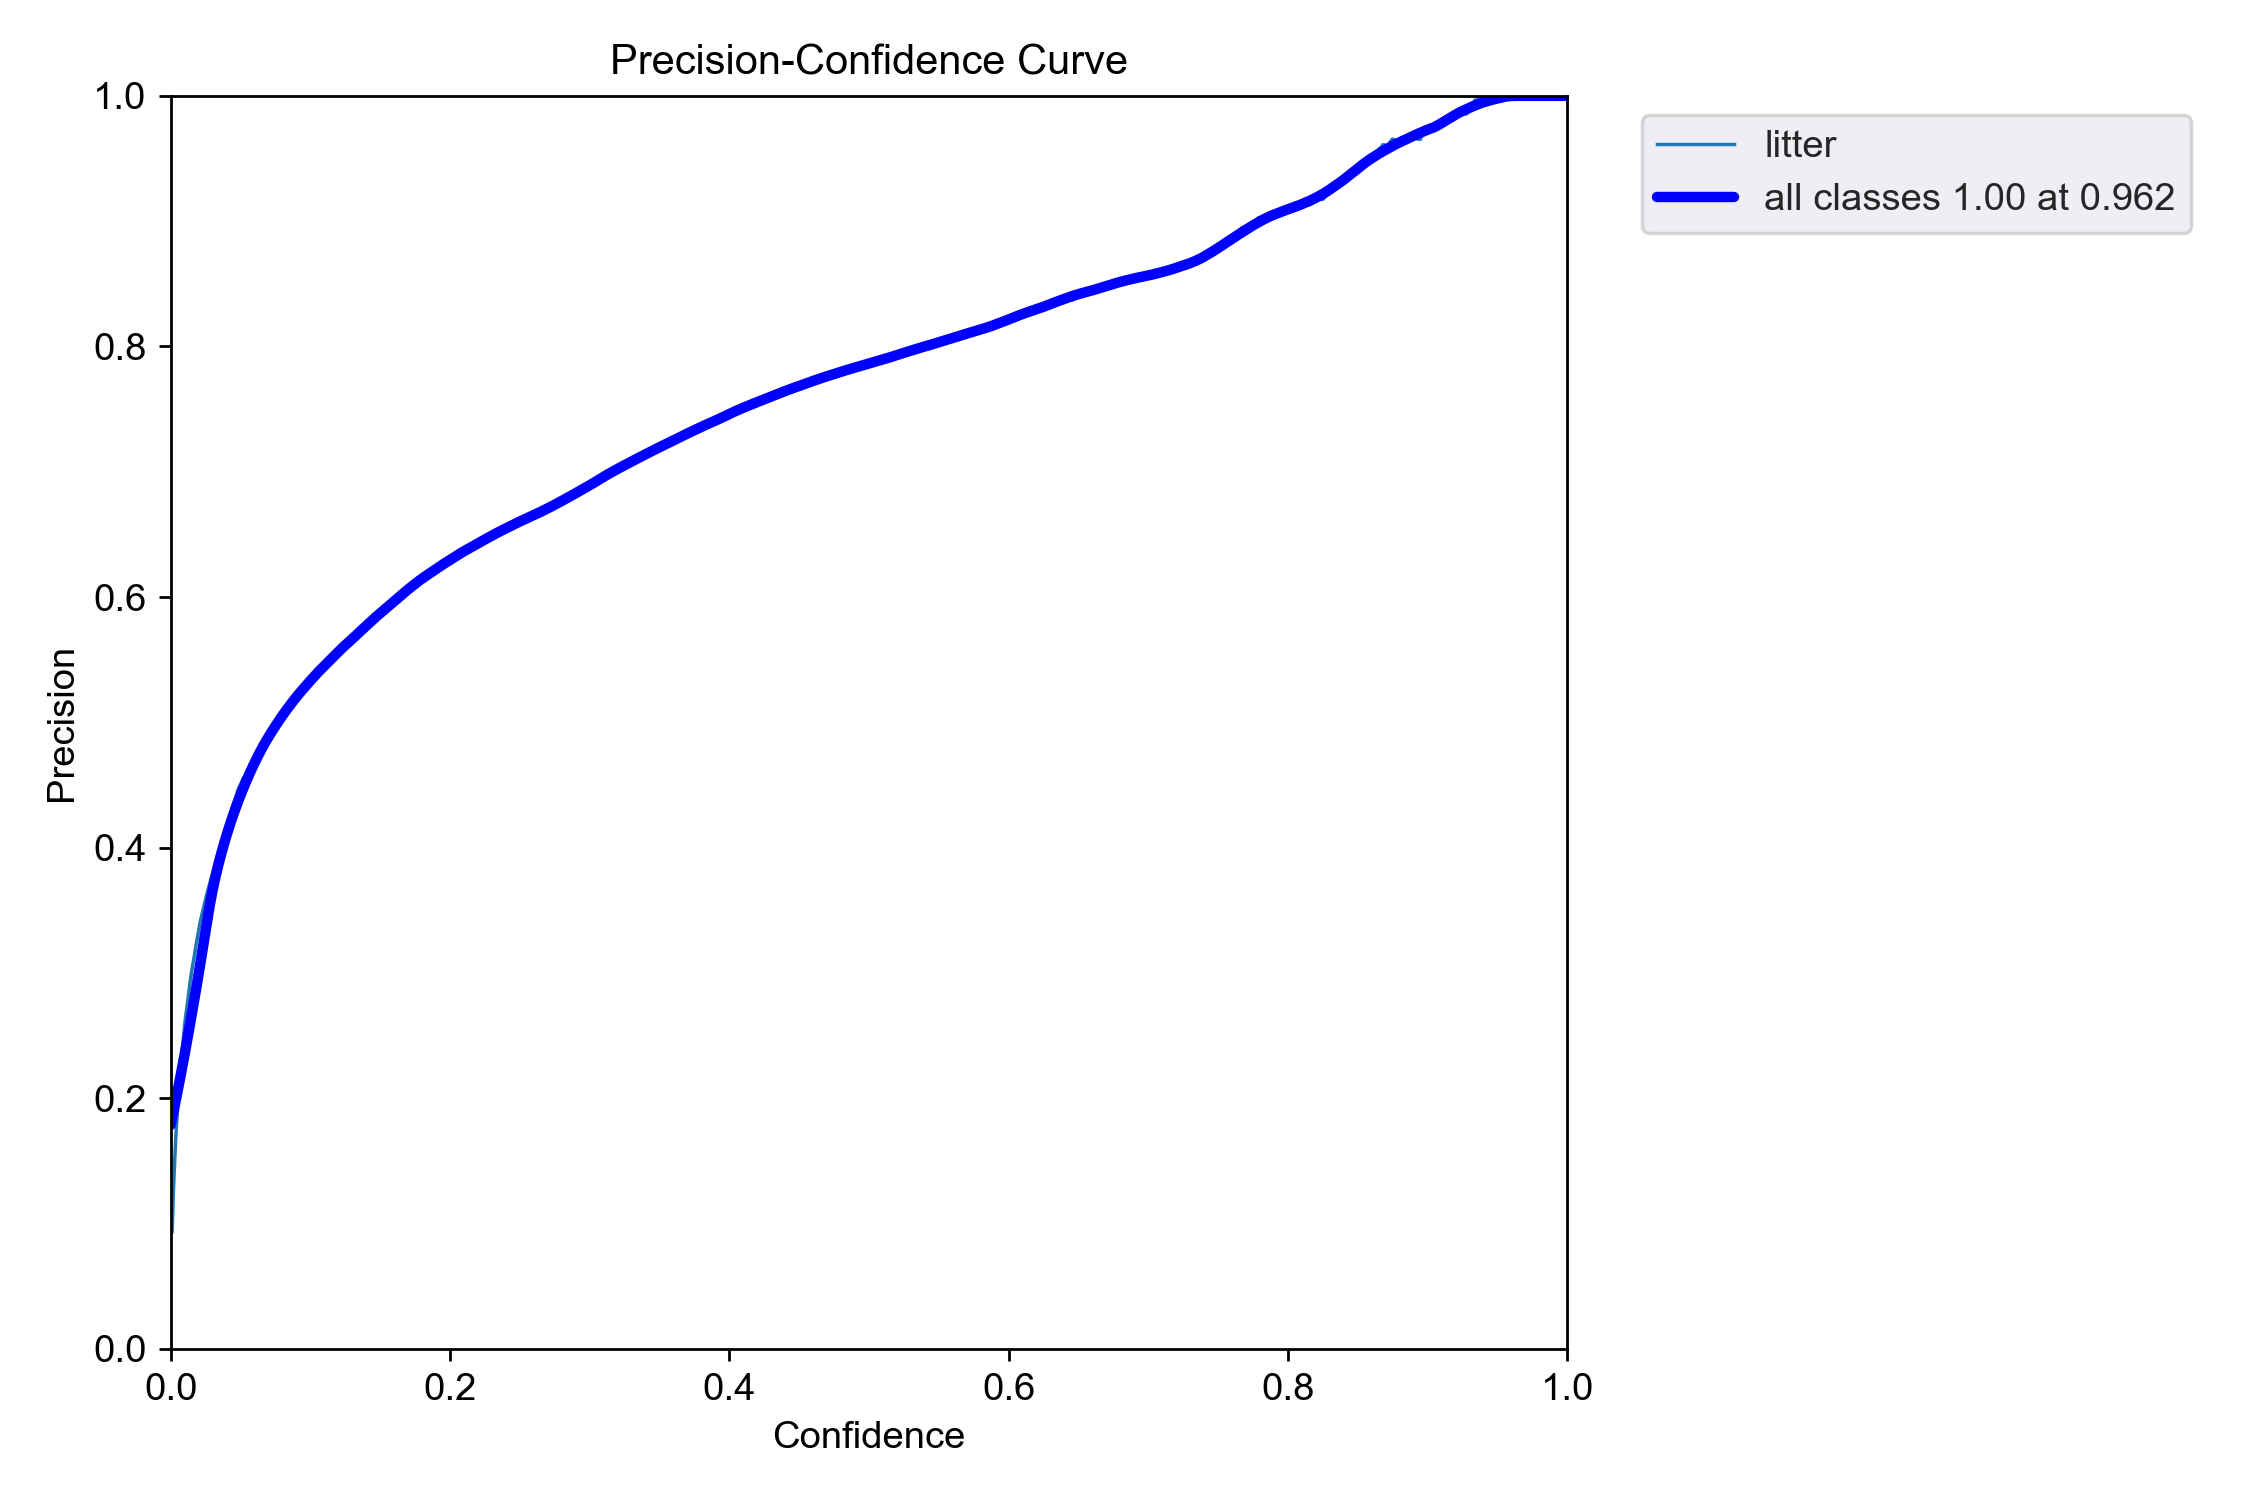 Precision-Confidence Curve
1.0
0.8
0.6
0.4
0.2
0.0
Precision
0.0 0.2 0.4 0.6 0.8 1.0
Confidence
litter
all classes 1.00 at 0.962